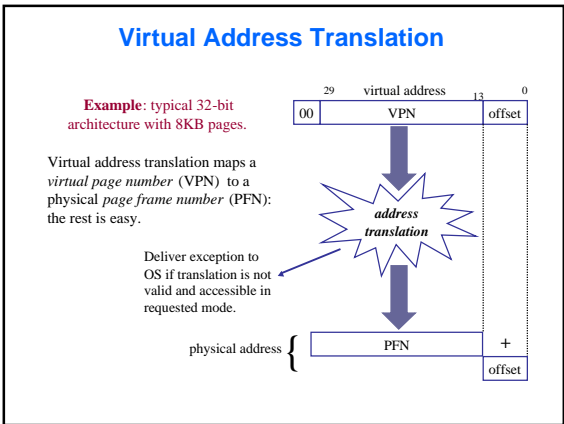 Virtual Address Translation
Example: typical 32-bit
architecture with 8KB pages.
Virtual address translation maps a
virtual page number (VPN) to a
physical page frame number (PFN):
the rest is easy.
29 virtual address 13 0
00 VPN offset
address
translation
Deliver exception to
OS if translation is not
valid and accessible in
requested mode.
physical address { PFN +
offset